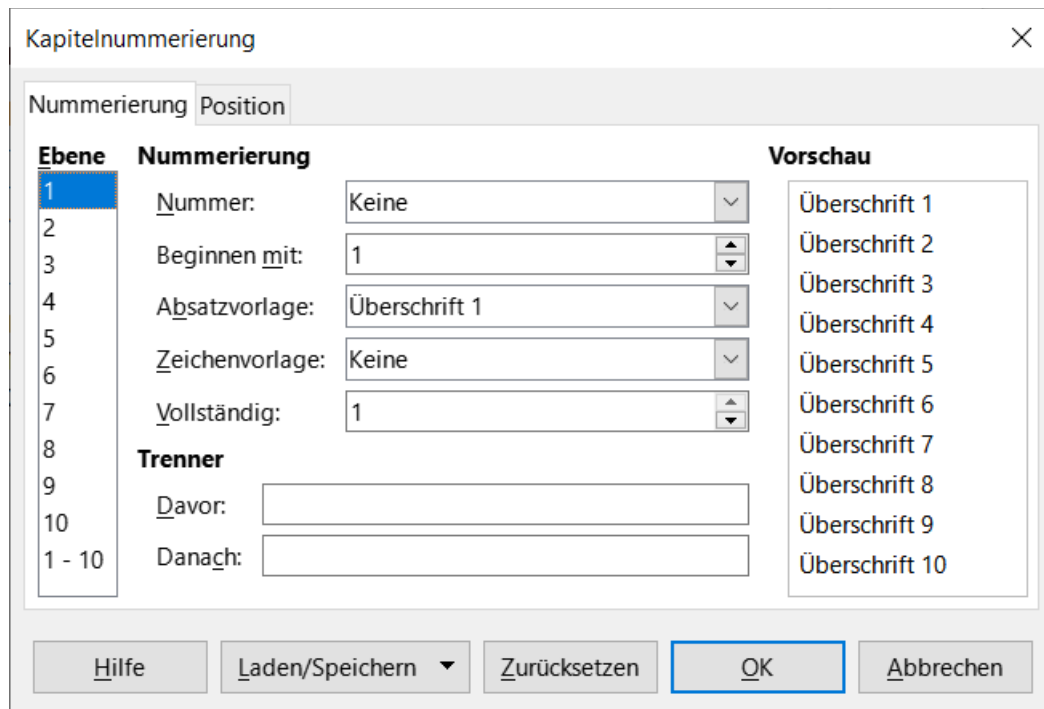 Kapitelnummerierung
Nummerierung Position
Ebene
1
2
3
4
5
6
7
8
9
10
1 - 10
Nummerierung
Nummer: Keine
Beginnen mit: 1
Absatzvorlage: Überschrift 1
Zeichenvorlage: Keine
Vollständig: 1
Trenner
Davor:
Danach:
Vorschau
Überschrift 1
Überschrift 2
Überschrift 3
Überschrift 4
Überschrift 5
Überschrift 6
Überschrift 7
Überschrift 8
Überschrift 9
Überschrift 10
Hilfe Laden/Speichern Zurücksetzen OK Abbrechen